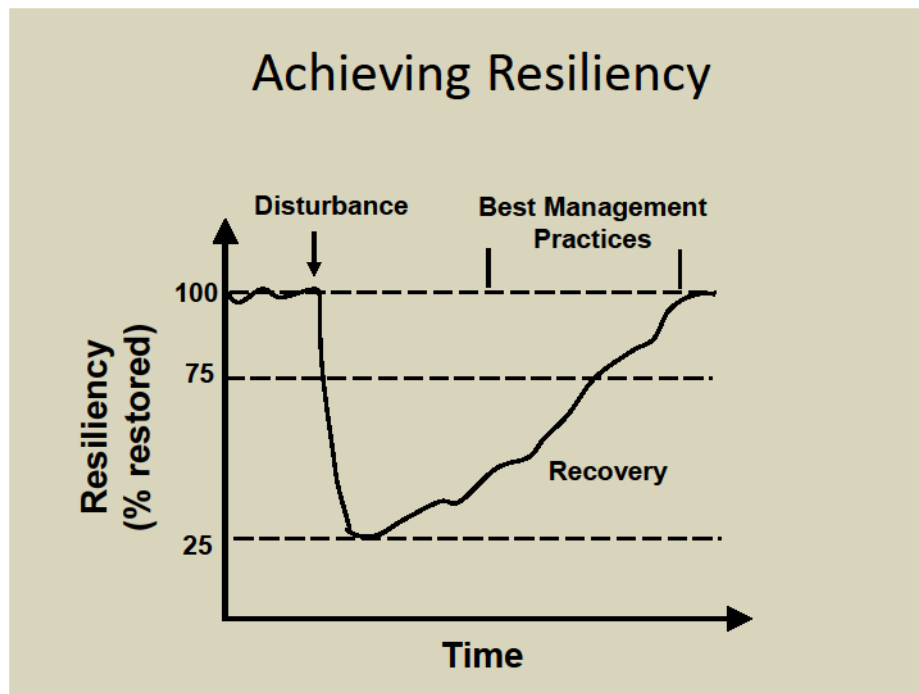 Achieving Resiliency
Disturbance
Best Management
Practices
100
75
25
Resiliency
(% restored)
Recovery
Time